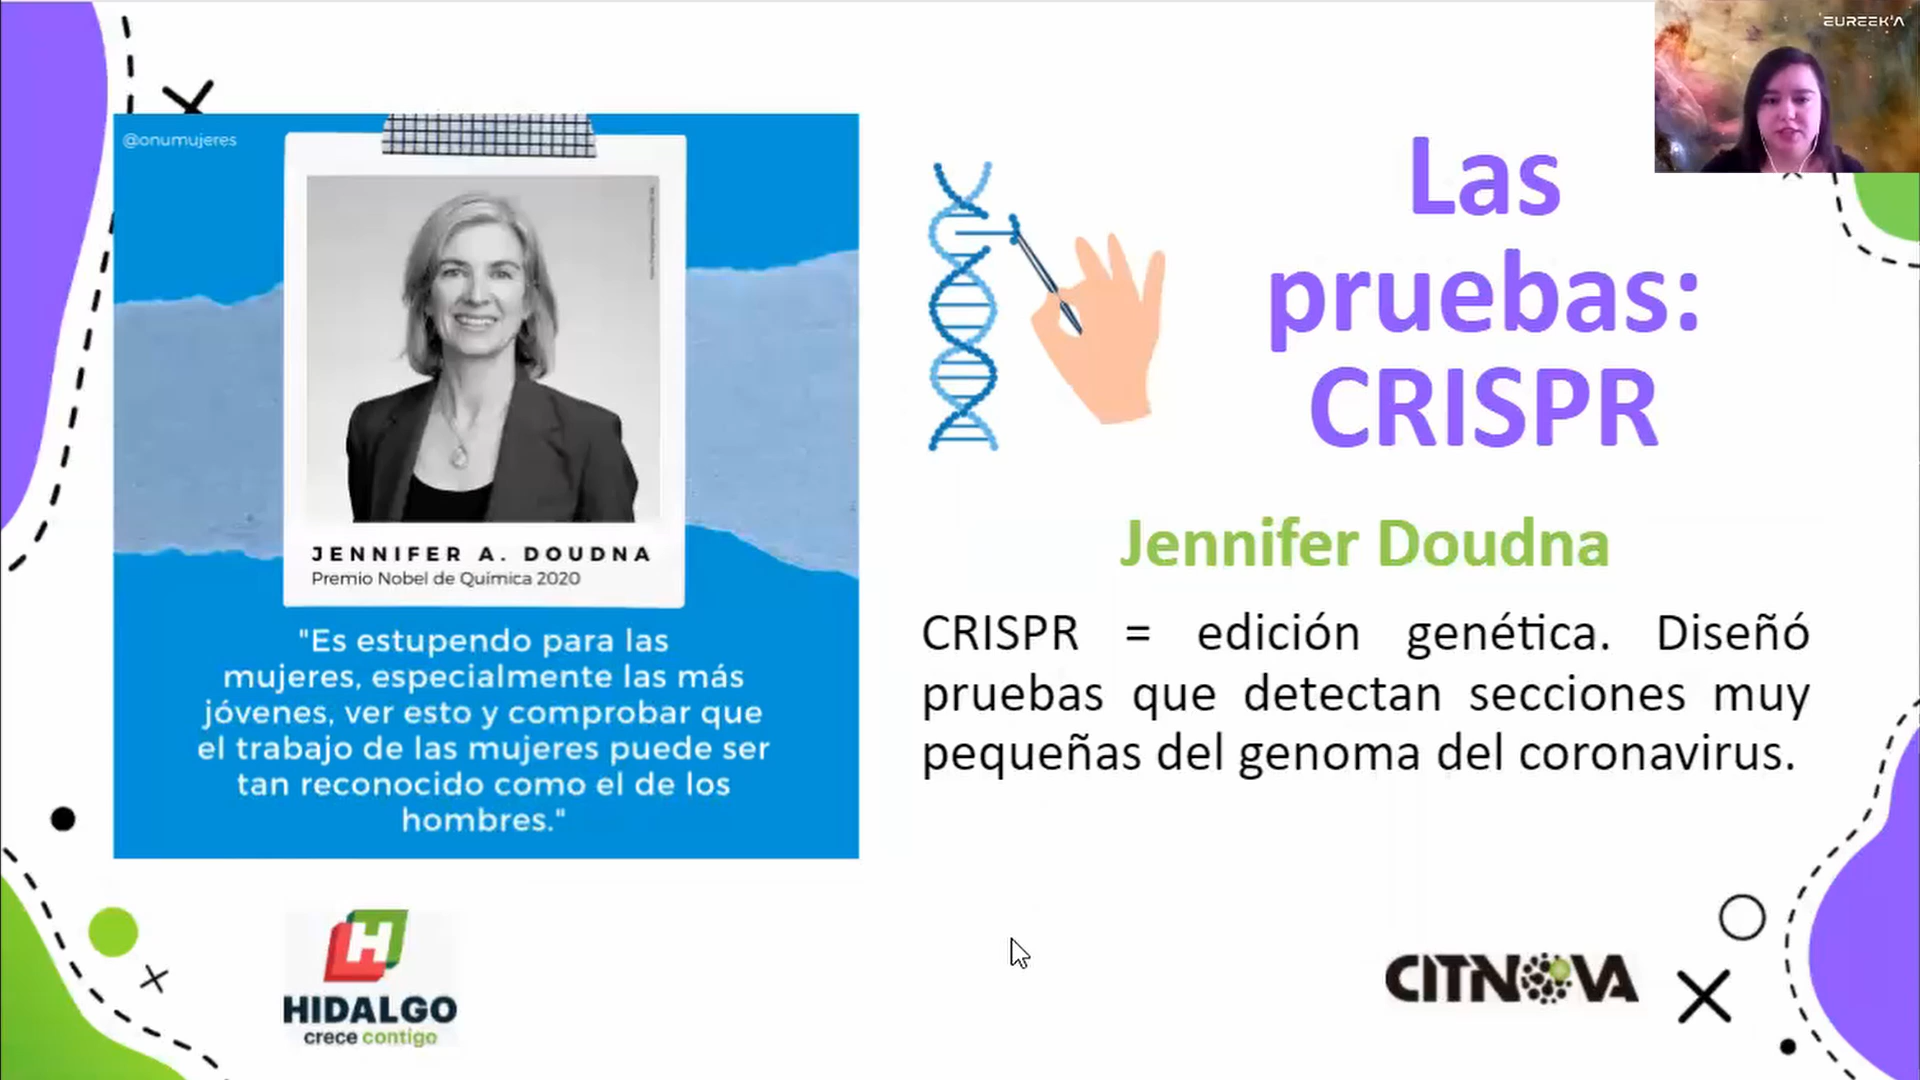 EUREEK'A
@onumujeres
JENNIFER A. DOUDNA
Premio Nobel de Química 2020
"Es estupendo para las
mujeres, especialmente las más
jóvenes, ver esto y comprobar que
el trabajo de las mujeres puede ser
tan reconocido como el de los
hombres."
Las
pruebas:
CRISPR
Jennifer Doudna
CRISPR = edición genética. Diseñó
pruebas que detectan secciones muy
pequeñas del genoma del coronavirus.
H
HIDALGO
crece contigo
CITNOVA